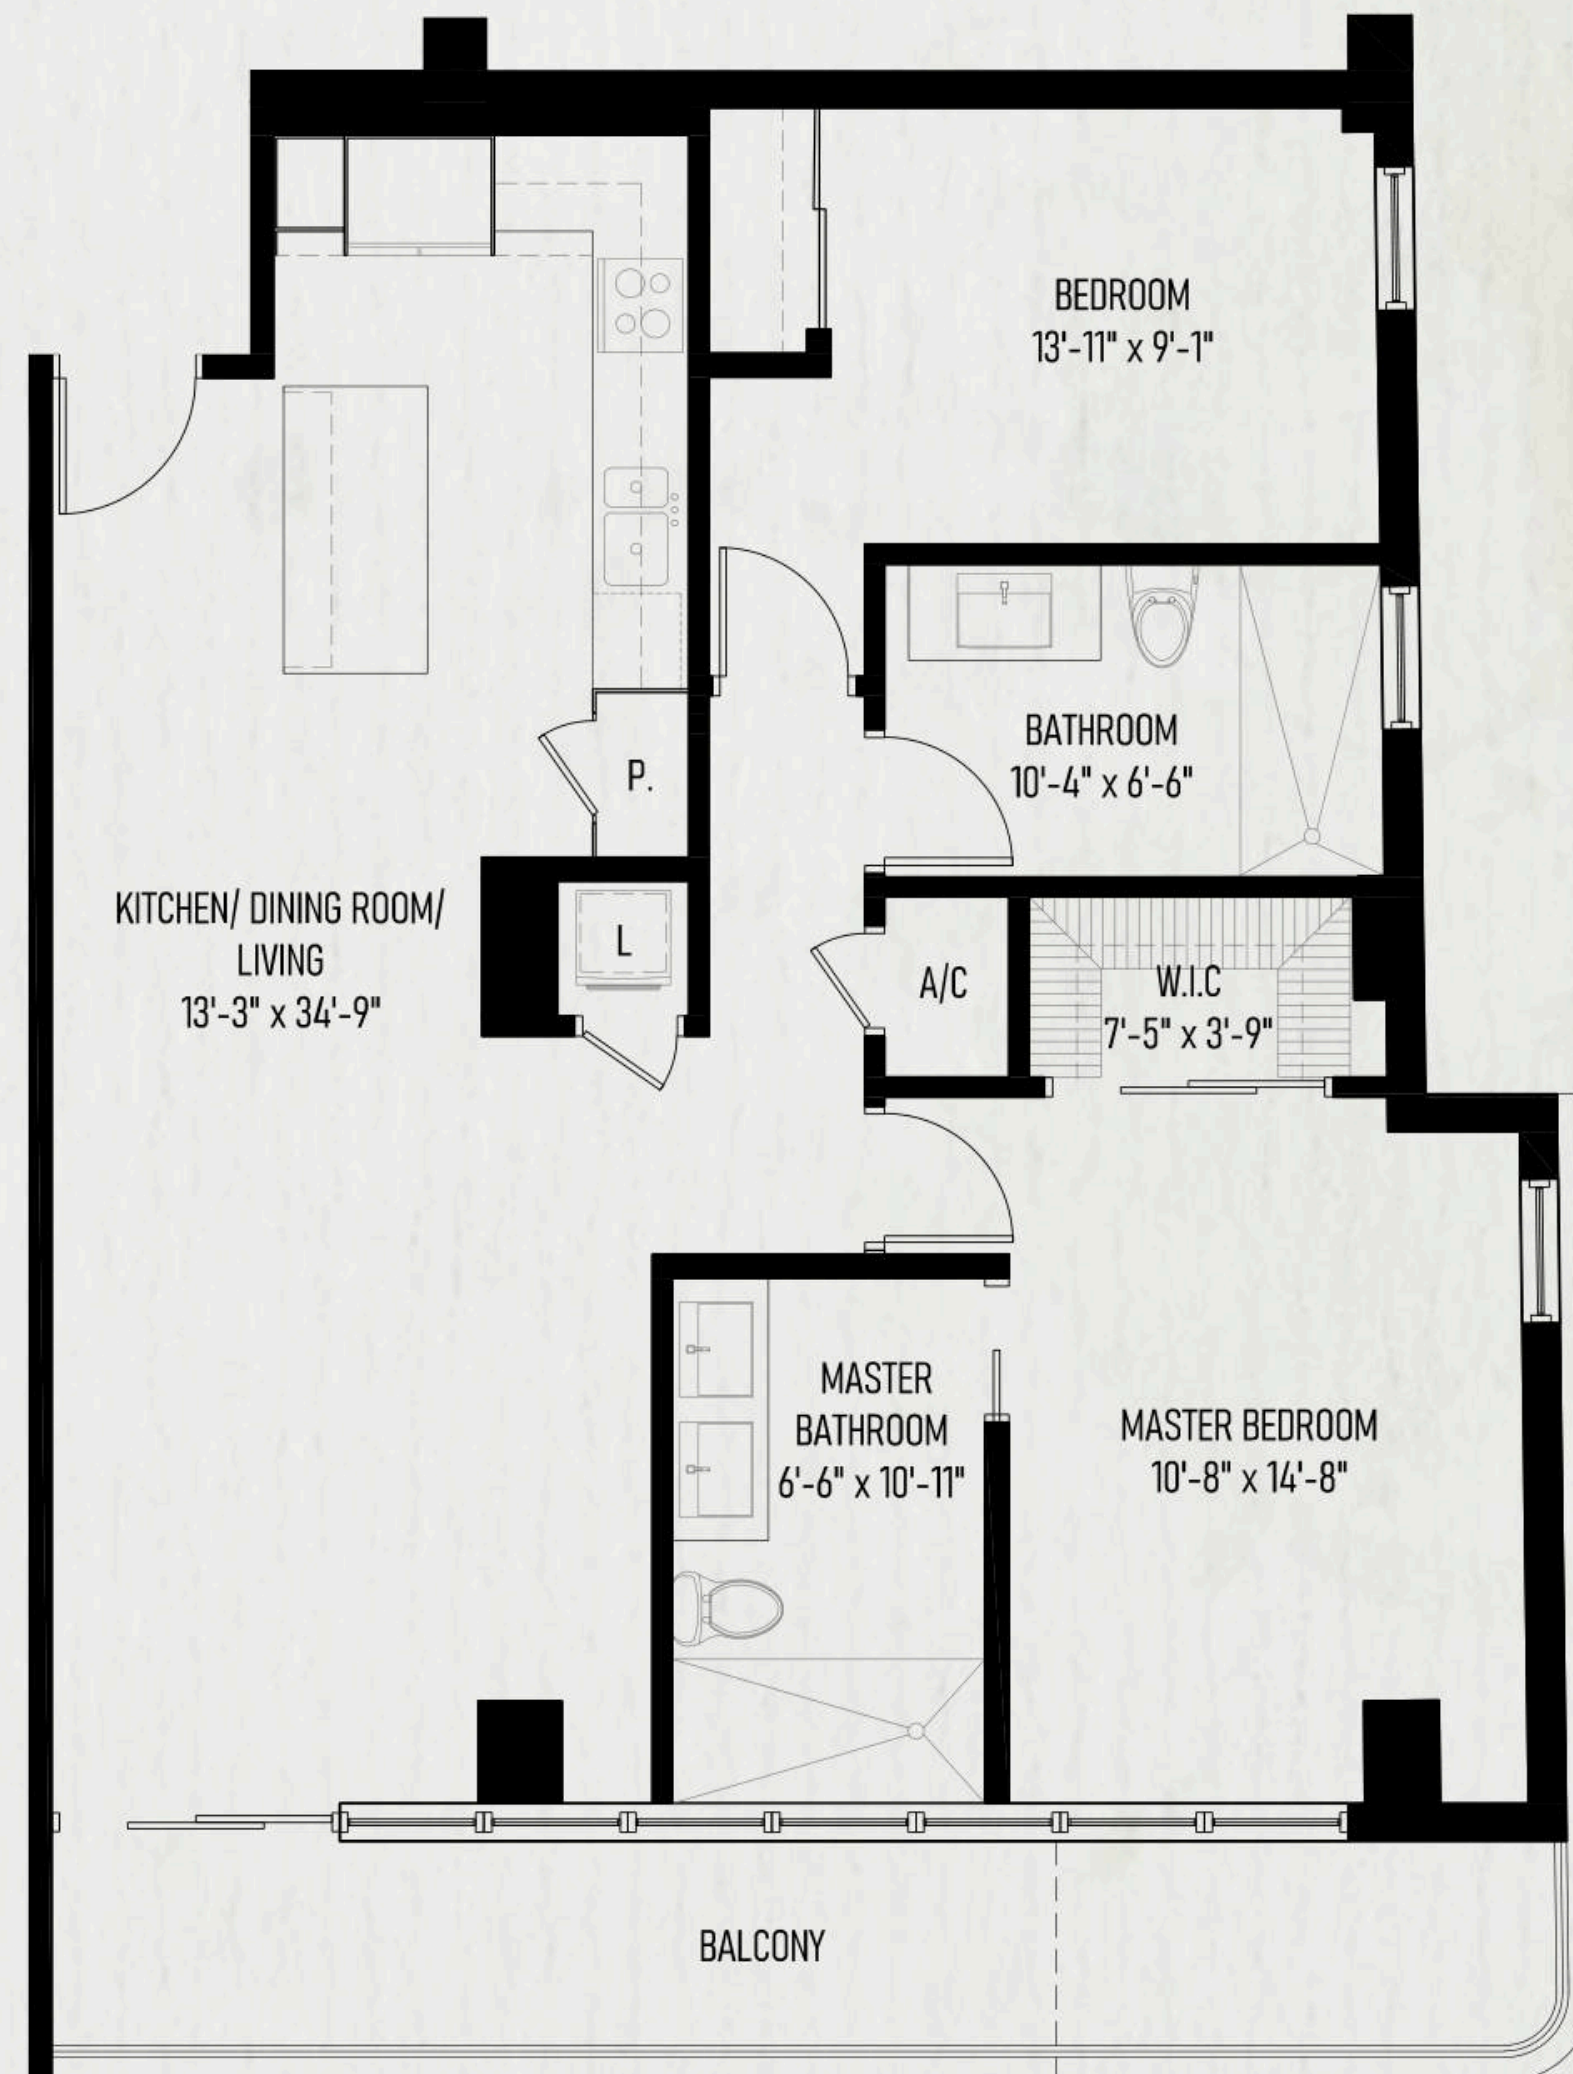 BEDROOM
13'-11" x 9'-1"
BATHROOM
10'-4" x 6'-6"
P.
KITCHEN/ DINING ROOM/
LIVING
13'-3" x 34'-9"
L
A/C
W.I.C
7'-5" x 3'-9"
MASTER
BATHROOM
6'-6" x 10'-11"
MASTER BEDROOM
10'-8" x 14'-8"
BALCONY